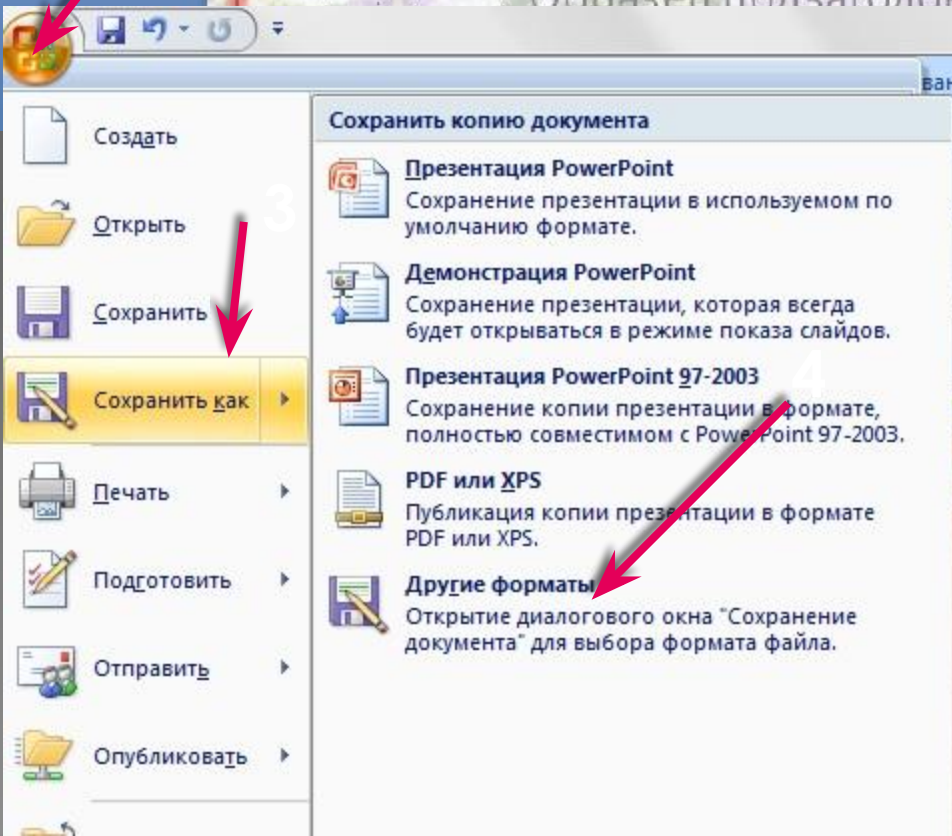 Образец подзаголов
ван
Создать
3
Открыть
Сохранить
Сохранить как
Печать
Подготовить
Отправить
Опубликовать
Сохранить копию документа
Презентация PowerPoint
Сохранение презентации в используемом по
умолчанию формате.
Демонстрация PowerPoint
Сохранение презентации, которая всегда
будет открываться в режиме показа слайдов.
Презентация PowerPoint 97-2003
4
Сохранение копии презентации в формате,
полностью совместимом с PowerPoint 97-2003.
PDF или XPS
Публикация копии презентации в формате
PDF или XPS.
Другие форматы
Открытие диалогового окна "Сохранение
документа" для выбора формата файла.